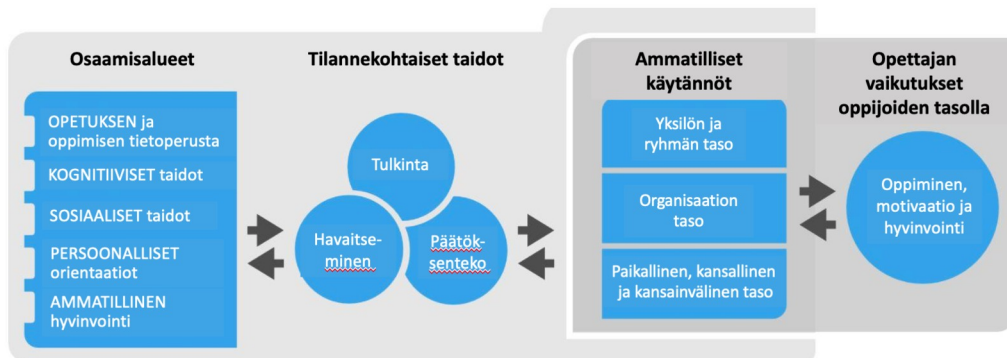 Osaamisalueet
OPETUKSEN ja
oppimisen tietoperusta
KOGNITIIVISET taidot
SOSIAALISET taidot
PERSOONALLISET
orientaatiot
AMMATILLINEN
hyvinvointi
Tilannekohtaiset taidot
Tulkinta
Havaitse-
minen
Päätök-
senteko
Ammatilliset
käytännöt
Yksilön ja
ryhmän taso
Organisaation
taso
Paikallinen, kansallinen
ja kansainvälinen taso
Opettajan
vaikutukset
oppijoiden tasolla
Oppiminen,
motivaatio ja
hyvinvointi